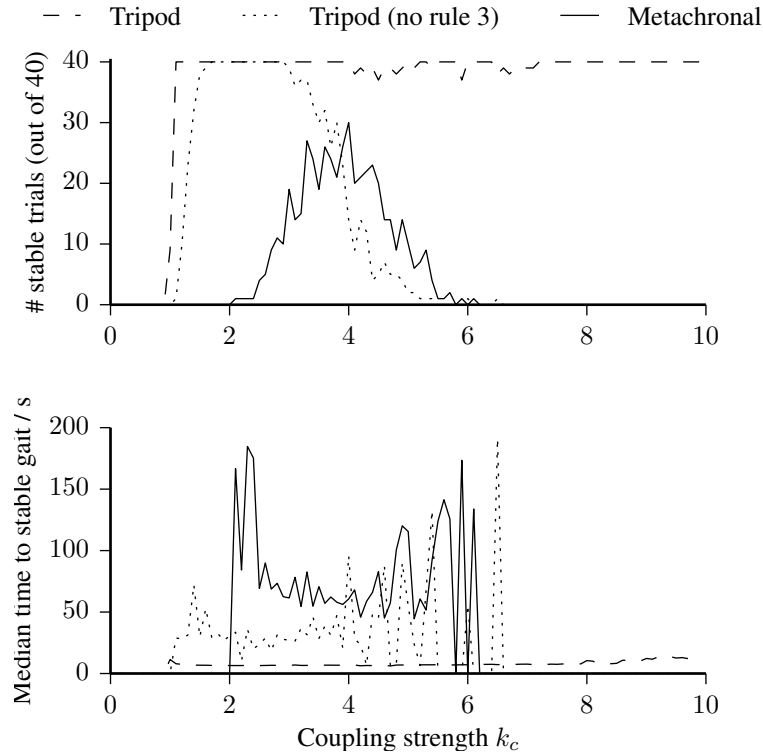 Tripod Tripod (no rule 3) Metachronal
# stable trials (out of 40)
40
30
20
10
0
0 2 4 6 8 10
Median time to stable gait / s
200
150
100
50
0
0 2 4 6 8 10
Coupling strength k_c